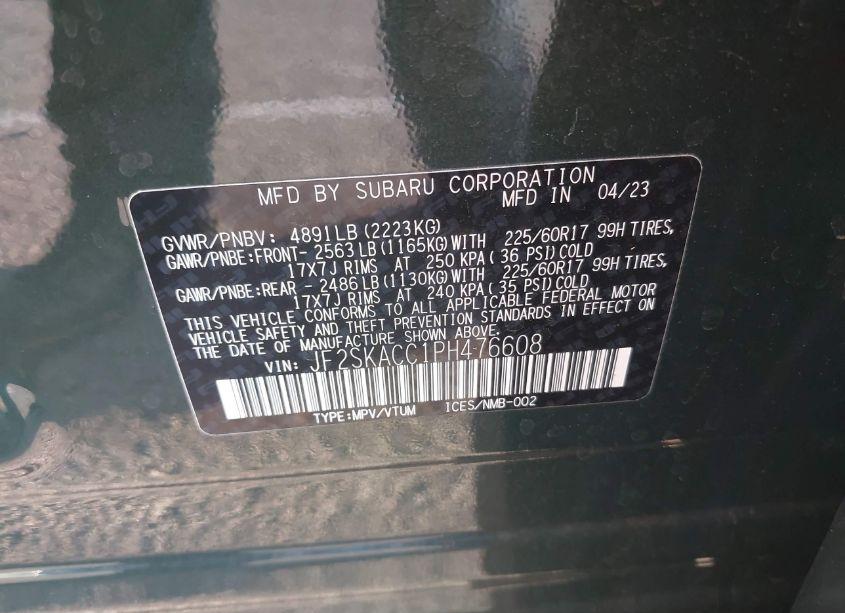 MFD BY SUBARU CORPORATION
MFD IN 04/23
GVWR/PNBV: 4891LB(2223KG)
GAWR/PNBE:FRONT- 2563LB(1165KG)WITH 225/60R17 99H TIRES,
17X7J RIMS AT 250 KPA( 36 PSI)COLD
GAWR/PNBE:REAR - 2486LB(1130KG)WITH 225/60R17 99H TIRES,
17X7J RIMS AT 240 KPA( 35 PSI)COLD
THIS VEHICLE CONFORMS TO ALL APPLICABLE FEDERAL MOTOR
VEHICLE SAFETY AND THEFT PREVENTION STANDARDS IN EFFECT ON
THE DATE OF MANUFACTURE SHOWN ABOVE.
VIN: JF2SKACC1PH476608
TYPE:MPV/VTUM ICES/NMB-002